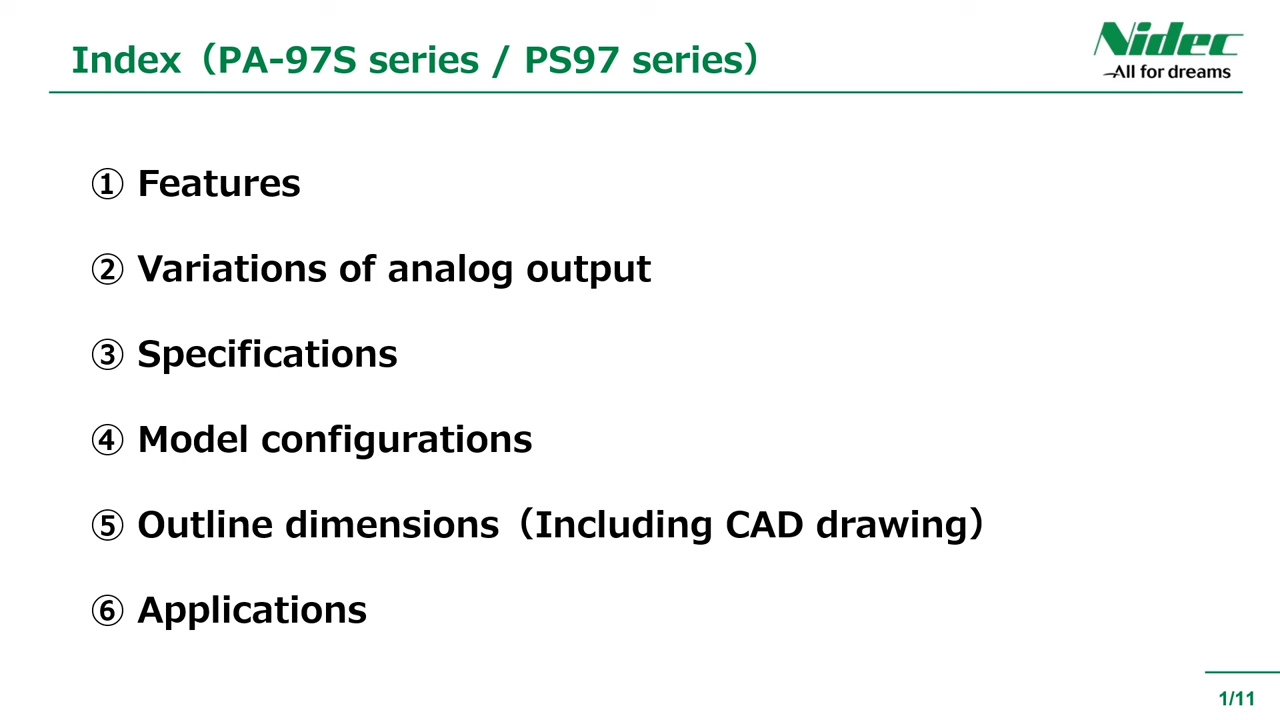 Index（PA-97S series / PS97 series）
Nidec
All for dreams
① Features
② Variations of analog output
③ Specifications
④ Model configurations
⑤ Outline dimensions（Including CAD drawing）
⑥ Applications
1/11